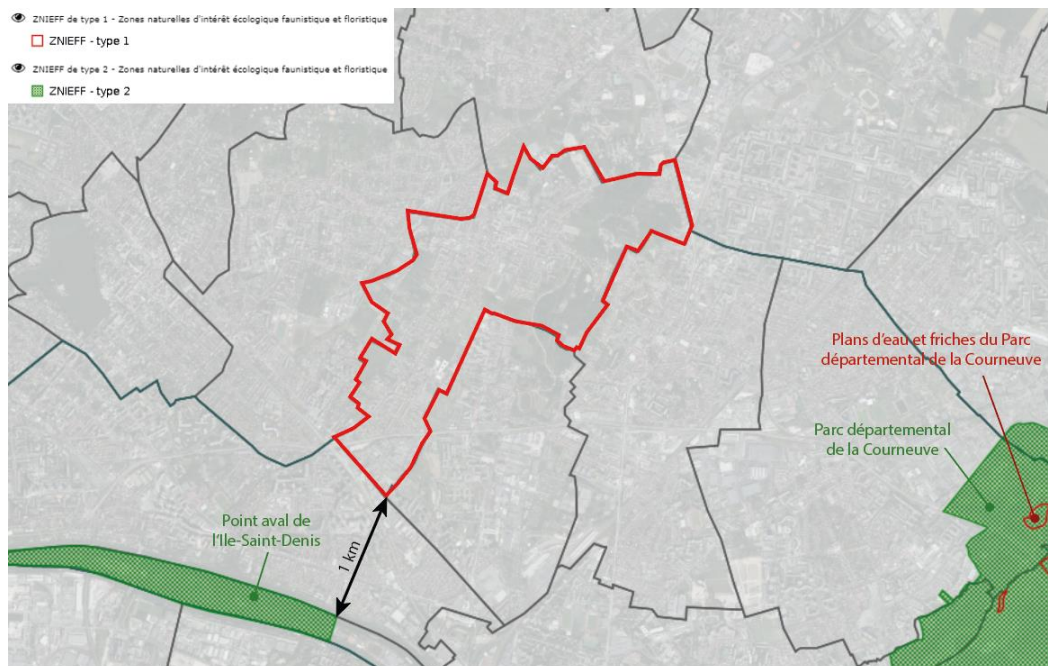 ZNIEFF de type 1 - Zones naturelles d'intérêt écologique faunistique et floristique
ZNIEFF - type 1
ZNIEFF de type 2 - Zones naturelles d'intérêt écologique faunistique et floristique
ZNIEFF - type 2
Plans d'eau et friches du Parc
départemental de la Courneuve
Parc départemental
de la Courneuve
Point aval de
l'Ile-Saint-Denis
1 km